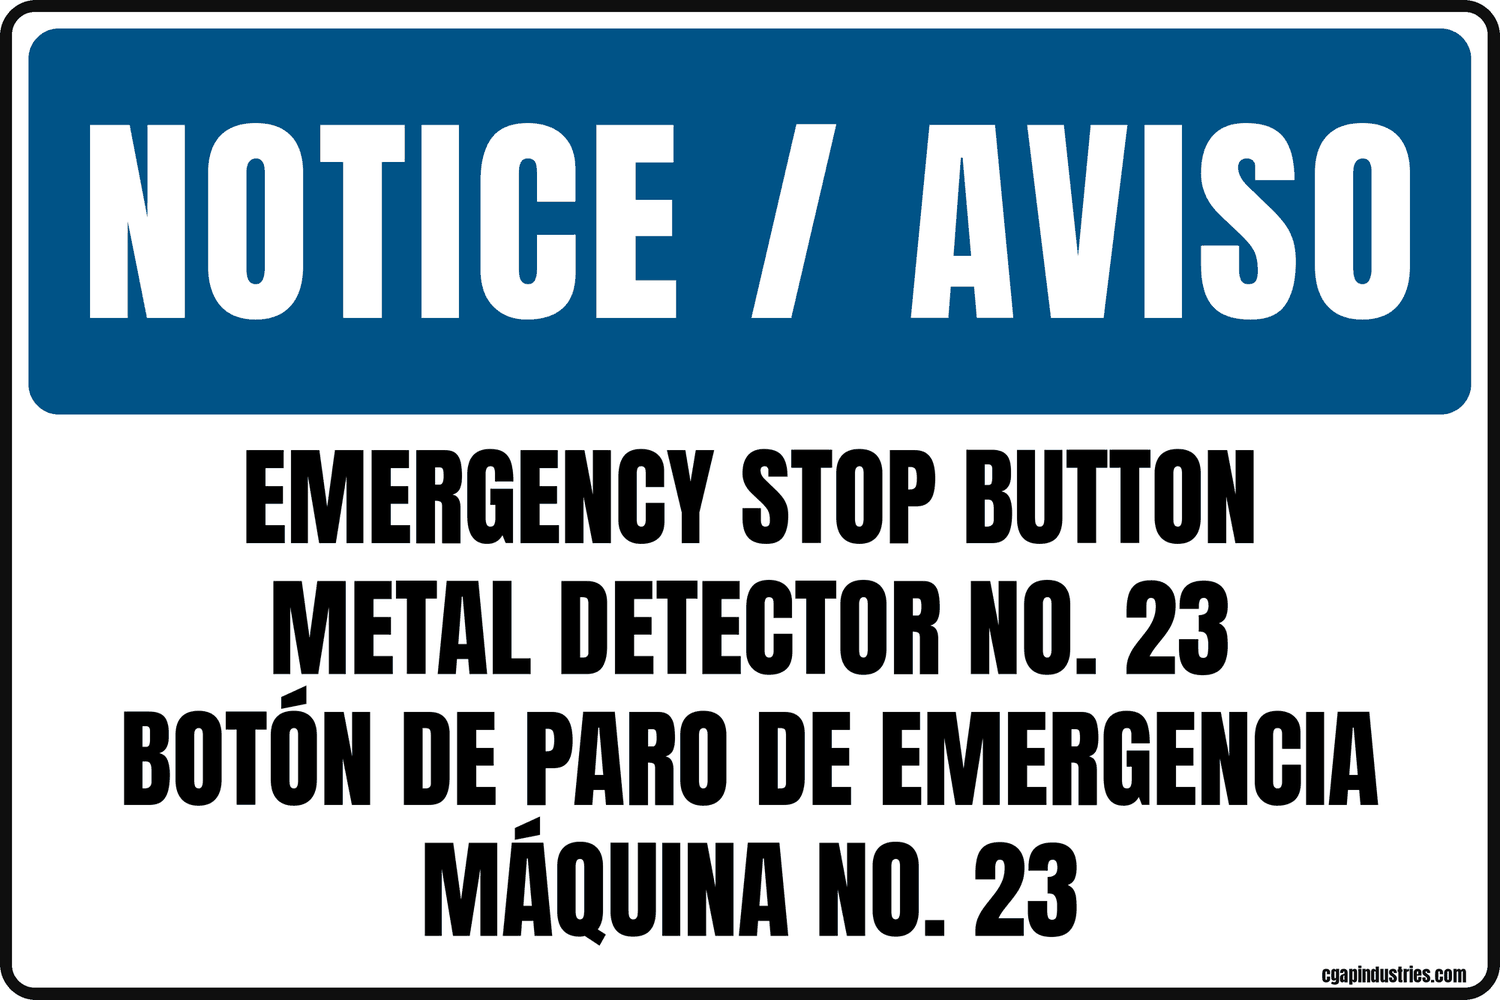 NOTICE / AVISO
EMERGENCY STOP BUTTON
METAL DETECTOR NO. 23
BOTÓN DE PARO DE EMERGENCIA
MÁQUINA NO. 23
cgapindustries.com